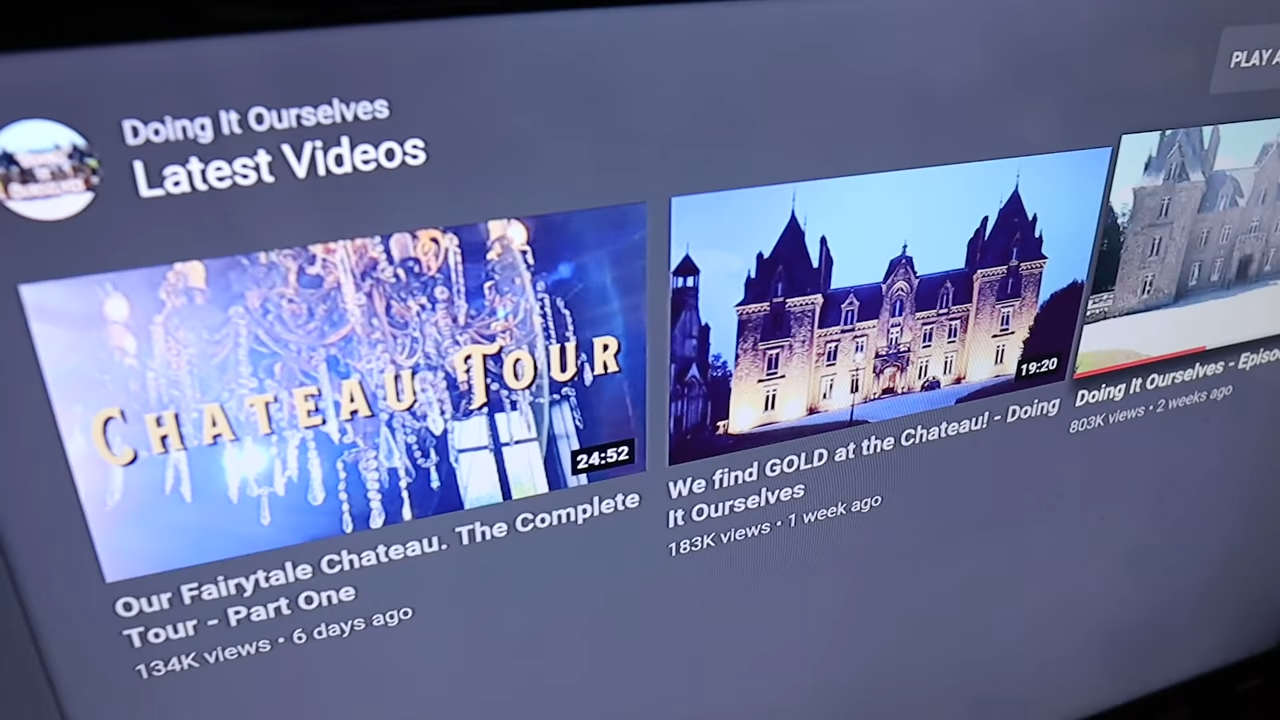 PLAY A
Doing It Ourselves
Latest Videos
CHATEAU TOUR
24:52
19:20
Our Fairytale Chateau. The Complete
Tour - Part One
134K views • 6 days ago
We find GOLD at the Chateau! - Doing
It Ourselves
183K views • 1 week ago
Doing It Ourselves - Episo
803K views • 2 weeks ago